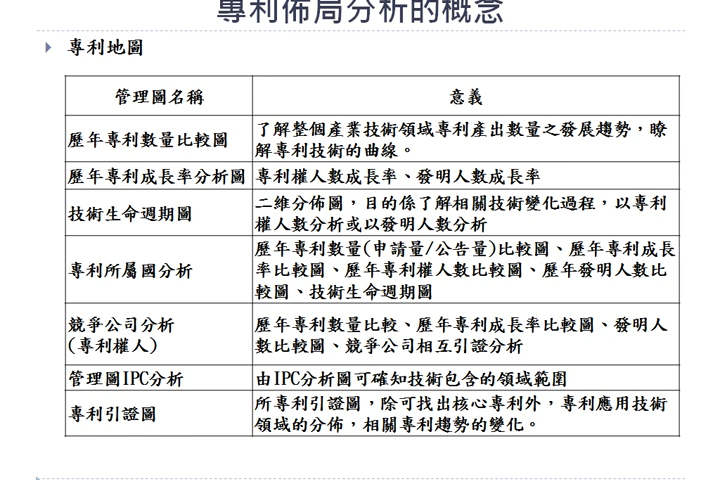 專利佈局分析的概念
專利地圖
管理圖名稱 意義
歷年專利數量比較圖 了解整個產業技術領域專利產出數量之發展趨勢，瞭
解專利技術的曲線。
歷年專利成長率分析圖 專利權人數成長率、發明人數成長率
技術生命週期圖 二維分佈圖，目的係了解相關技術變化過程，以專利
權人數分析或以發明人數分析
專利所屬國分析 歷年專利數量(申請量/公告量)比較圖、歷年專利成長
率比較圖、歷年專利權人數比較圖、歷年發明人數比
較圖、技術生命週期圖
競爭公司分析 歷年專利數量比較、歷年專利成長率比較圖、發明人
(專利權人) 數比較圖、競爭公司相互引證分析
管理圖IPC分析 由IPC分析圖可確知技術包含的領域範圍
專利引證圖 所專利引證圖，除可找出核心專利外，專利應用技術
領域的分佈，相關專利趨勢的變化。